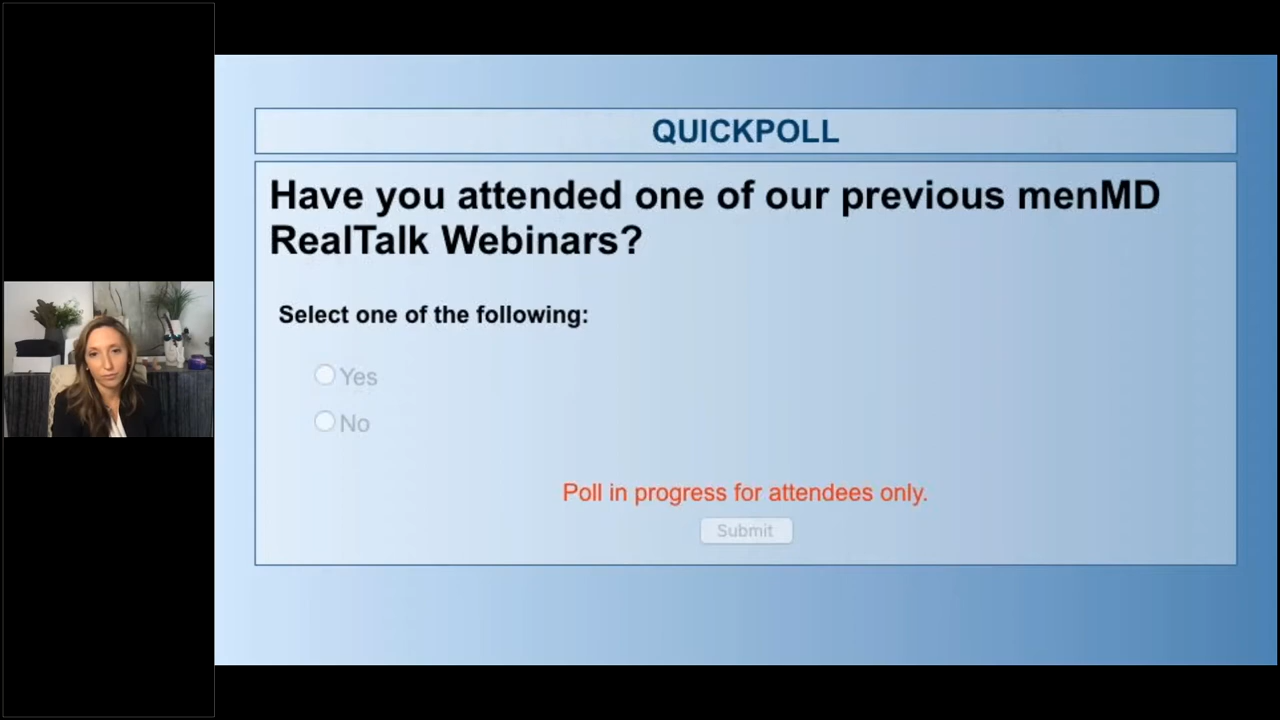 QUICKPOLL
Have you attended one of our previous menMD
RealTalk Webinars?
Select one of the following:
Yes
No
Poll in progress for attendees only.
Submit